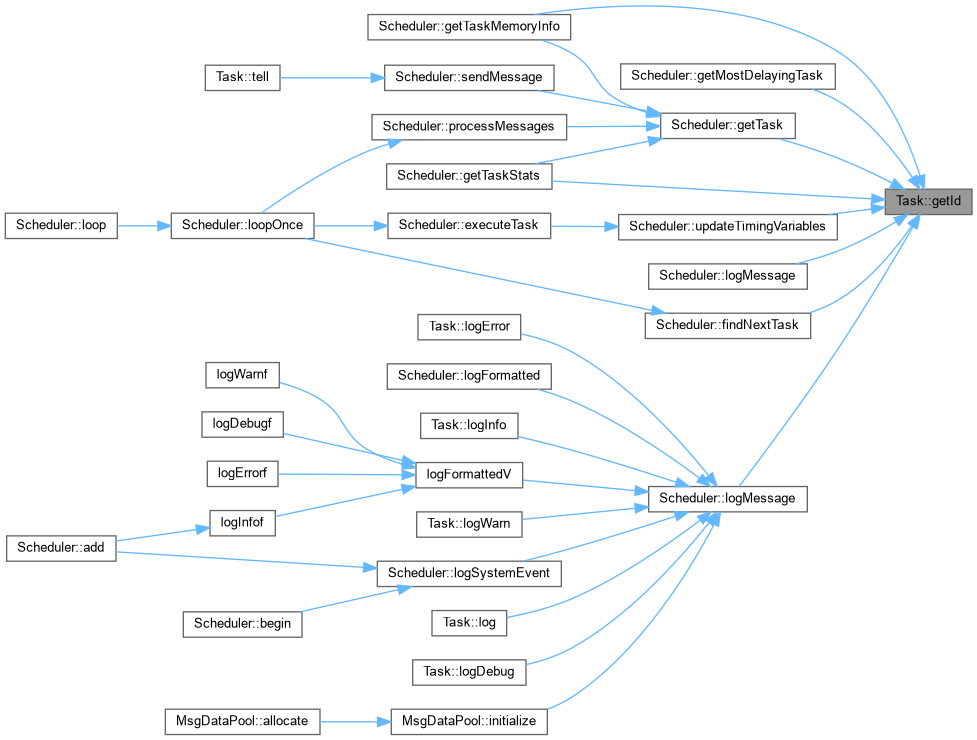 Scheduler::getTaskMemoryInfo
Task::tell
Scheduler::sendMessage
Scheduler::getMostDelayingTask
Scheduler::processMessages
Scheduler::getTask
Scheduler::getTaskStats
Task::getId
Scheduler::loop
Scheduler::loopOnce
Scheduler::executeTask
Scheduler::updateTimingVariables
Scheduler::logMessage
Task::logError
Scheduler::findNextTask
logWarnf
Scheduler::logFormatted
logDebugf
Task::logInfo
logErrorf
logFormattedV
Scheduler::logMessage
logInfof
Task::logWarn
Scheduler::add
Scheduler::logSystemEvent
Scheduler::begin
Task::log
Task::logDebug
MsgDataPool::allocate
MsgDataPool::initialize